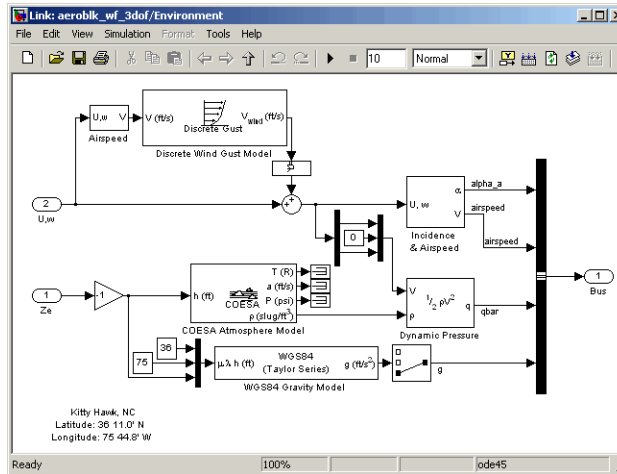 Link: aeroblk_wf_3dof/Environment
File Edit View Simulation Format Tools Help
10 Normal
U,w V
Airspeed
V (ft/s) Vwind (ft/s)
Discrete Gust
Discrete Wind Gust Model
2
U,w
U, w α V
Incidence
& Airspeed
alpha_a
airspeed
airspeed
0
1
Ze
-1
h (ft)
COESA
T (R)
a (ft/s)
P (psi)
ρ (slug/ft³)
COESA Atmosphere Model
V
ρ
1/2 ρV²
q
Dynamic Pressure
qbar
1
Bus
36
75
μ λ h (ft)
WGS84
(Taylor Series)
g (ft/s²)
WGS84 Gravity Model
g
Kitty Hawk, NC
Latitude: 36 11.0' N
Longitude: 75 44.8' W
Ready 100% ode45